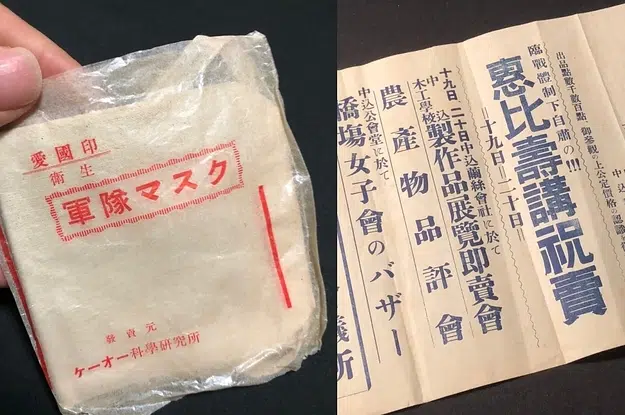 愛國印
衛生
軍隊マスク
發賣元
ケーオー科學研究所
出品點數千數百點 御參觀の上公定價格の認識を
臨戰體制下自肅の!!!
惠比壽講祝賣
―十九日―二十日―
十九日、二十日中込繭絲會社に於て
中込
木工學校製作品展覽即賣會
農產物品評會
中込公會堂に於て
橋場女子會のバザー